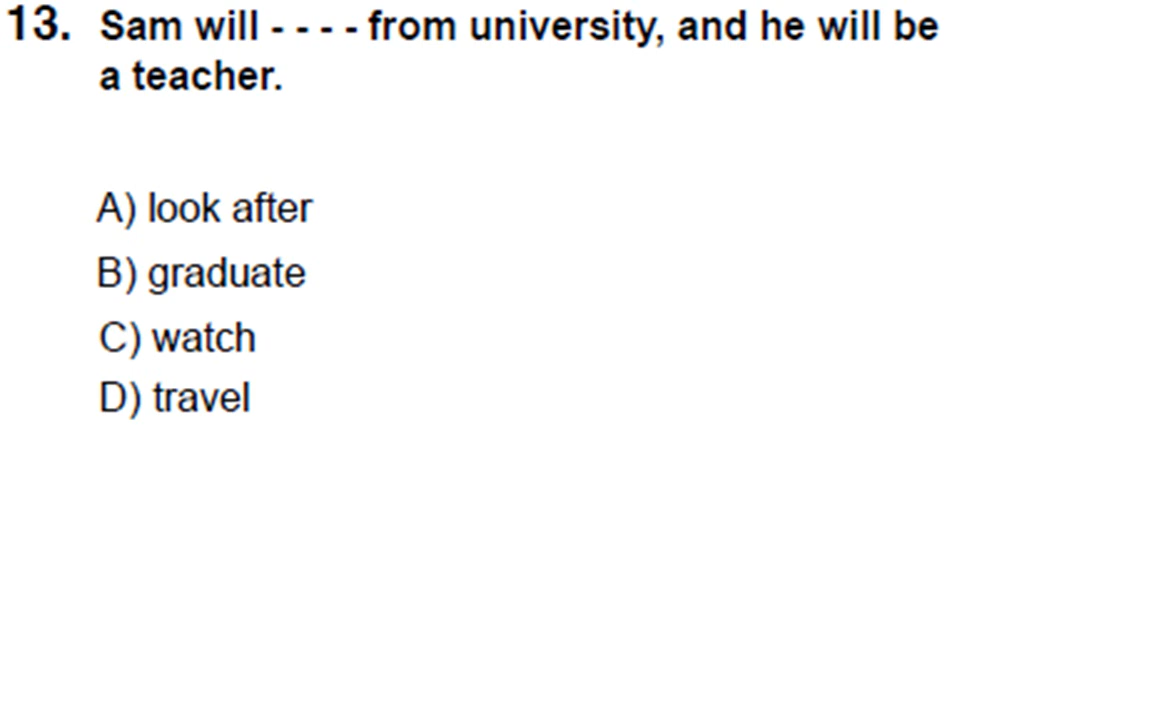 13. Sam will - - - - from university, and he will be
a teacher.
A) look after
B) graduate
C) watch
D) travel